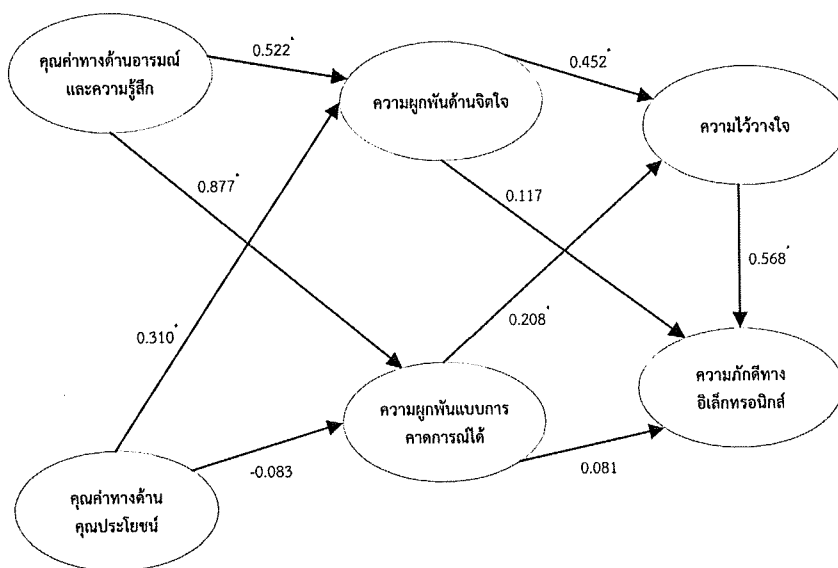 คุณค่าทางด้านอารมณ์
และความรู้สึก
0.522*
ความผูกพันด้านจิตใจ
0.452*
ความไว้วางใจ
0.877*
0.117
0.568*
0.310*
0.208*
ความผูกพันแบบการ
คาดการณ์ได้
ความภักดีทาง
อิเล็กทรอนิกส์
-0.083
0.081
คุณค่าทางด้าน
คุณประโยชน์